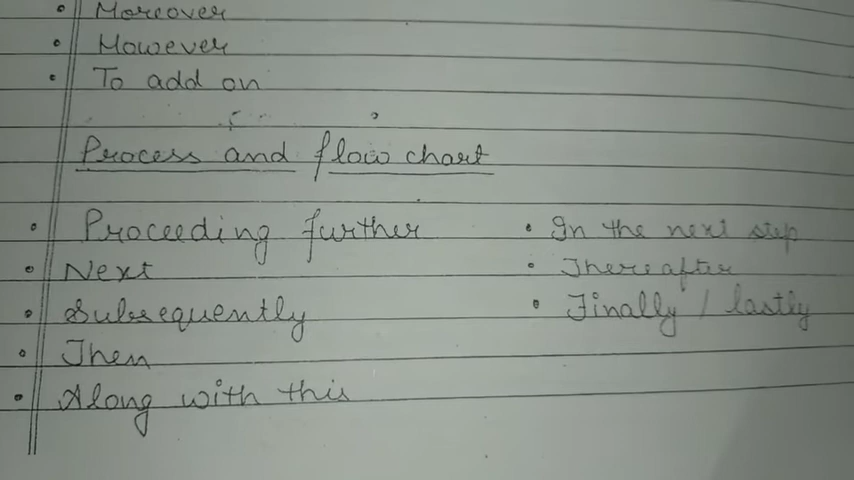 • Moreover
• However
• To add on
Process and flow chart
• Proceeding further
• Next
• Subsequently
• Then
• Along with this
• In the next step
• Thereafter
• Finally / lastly